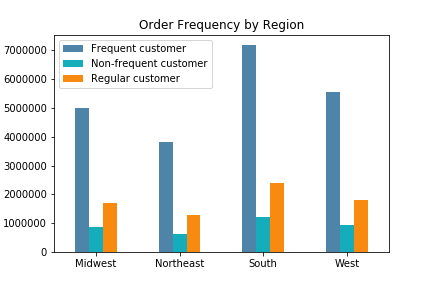 Order Frequency by Region
Frequent customer
Non-frequent customer
Regular customer
7000000
6000000
5000000
4000000
3000000
2000000
1000000
0
Midwest Northeast South West